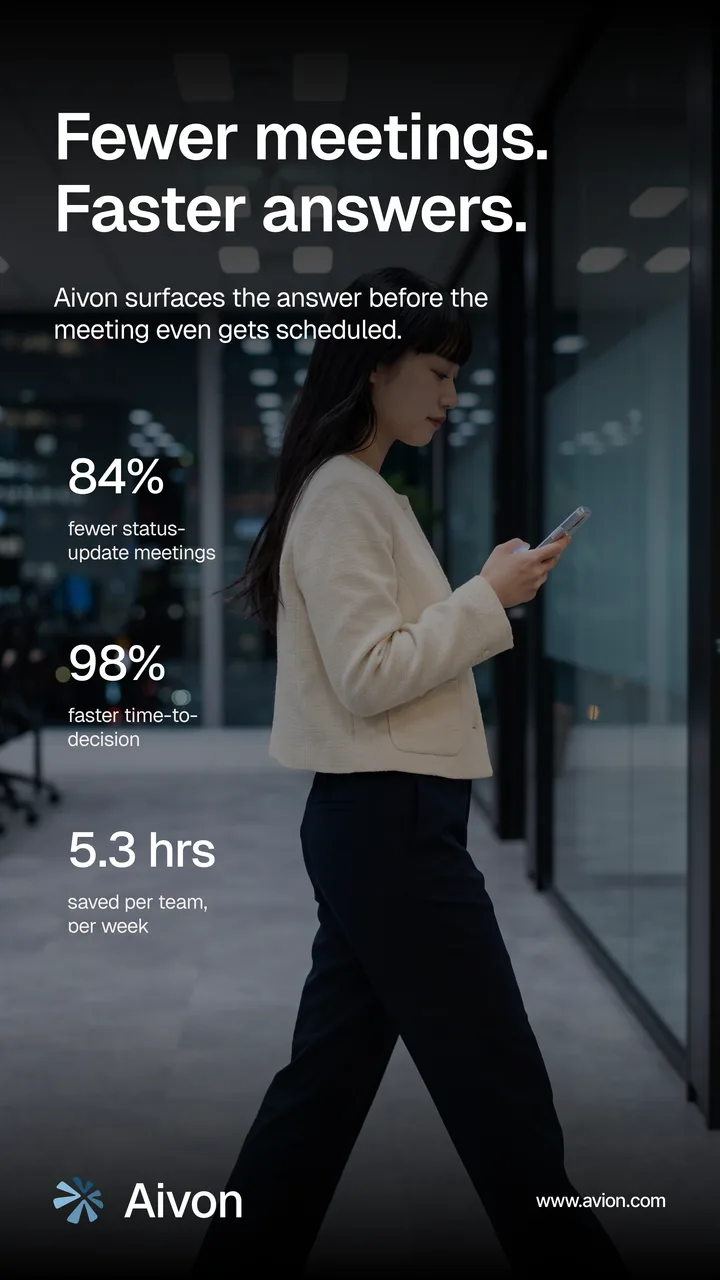 Fewer meetings.
Faster answers.
Aivon surfaces the answer before the
meeting even gets scheduled.
84%
fewer status-
update meetings
98%
faster time-to-
decision
5.3 hrs
saved per team,
per week
Aivon
www.avion.com